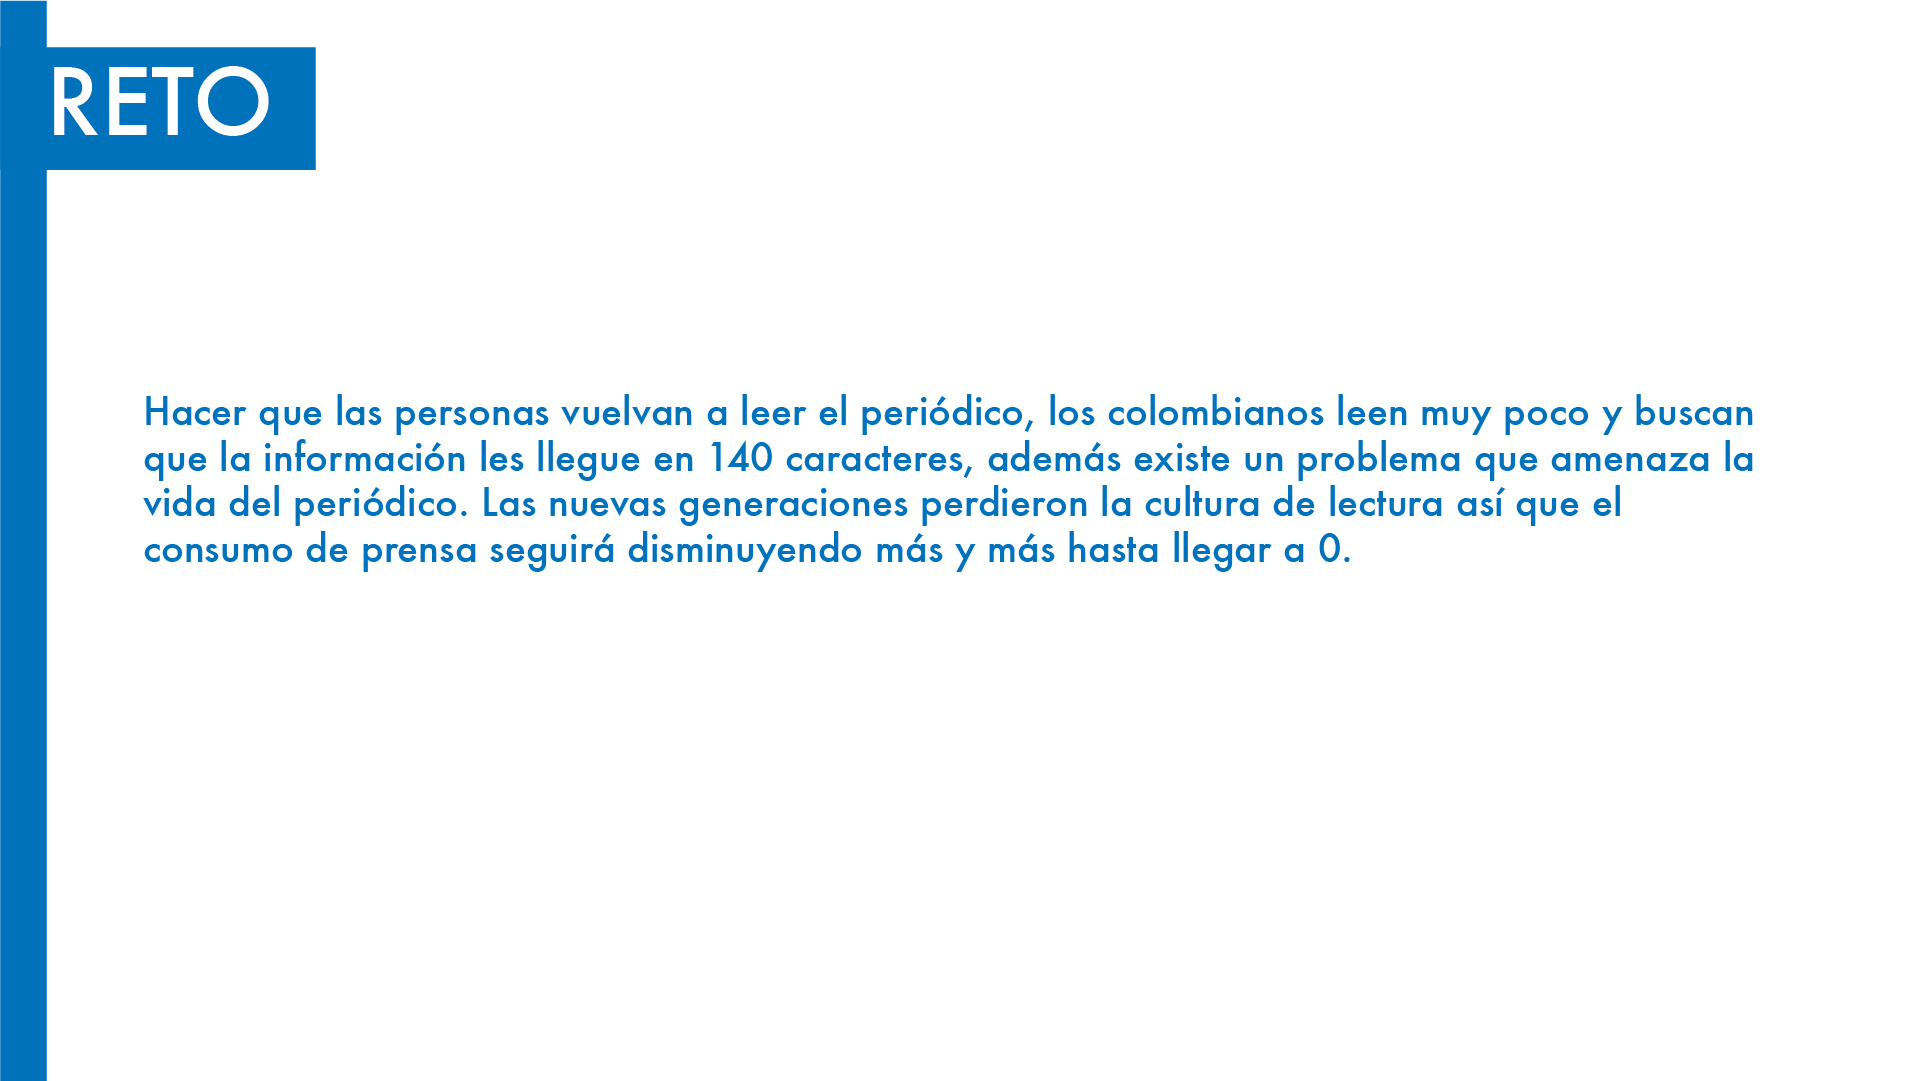 RETO
Hacer que las personas vuelvan a leer el periódico, los colombianos leen muy poco y buscan
que la información les llegue en 140 caracteres, además existe un problema que amenaza la
vida del periódico. Las nuevas generaciones perdieron la cultura de lectura así que el
consumo de prensa seguirá disminuyendo más y más hasta llegar a 0.